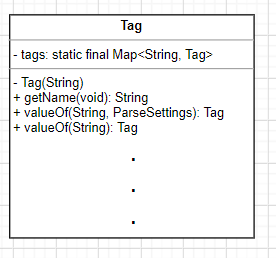 Tag
- tags: static final Map<String, Tag>
- Tag(String)
+ getName(void): String
+ valueOf(String, ParseSettings): Tag
+ valueOf(String): Tag
.
.
.